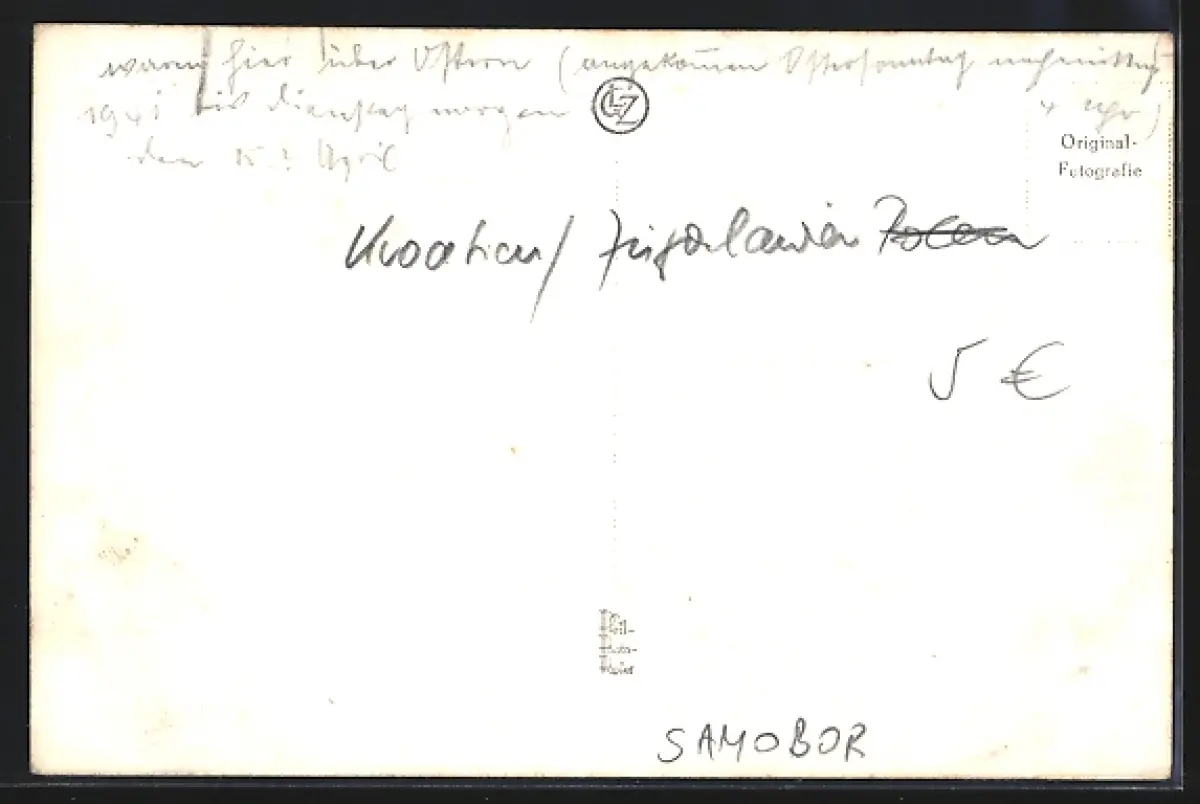 waren hier über Ostern (angekommen Ostersonntag nachmittag
1941 bis Dienstag morgen 4 Uhr)
den 15. April
Original-
Fotografie
Kroatien / Jugoslawien Polen
5 €
SAMOBOR